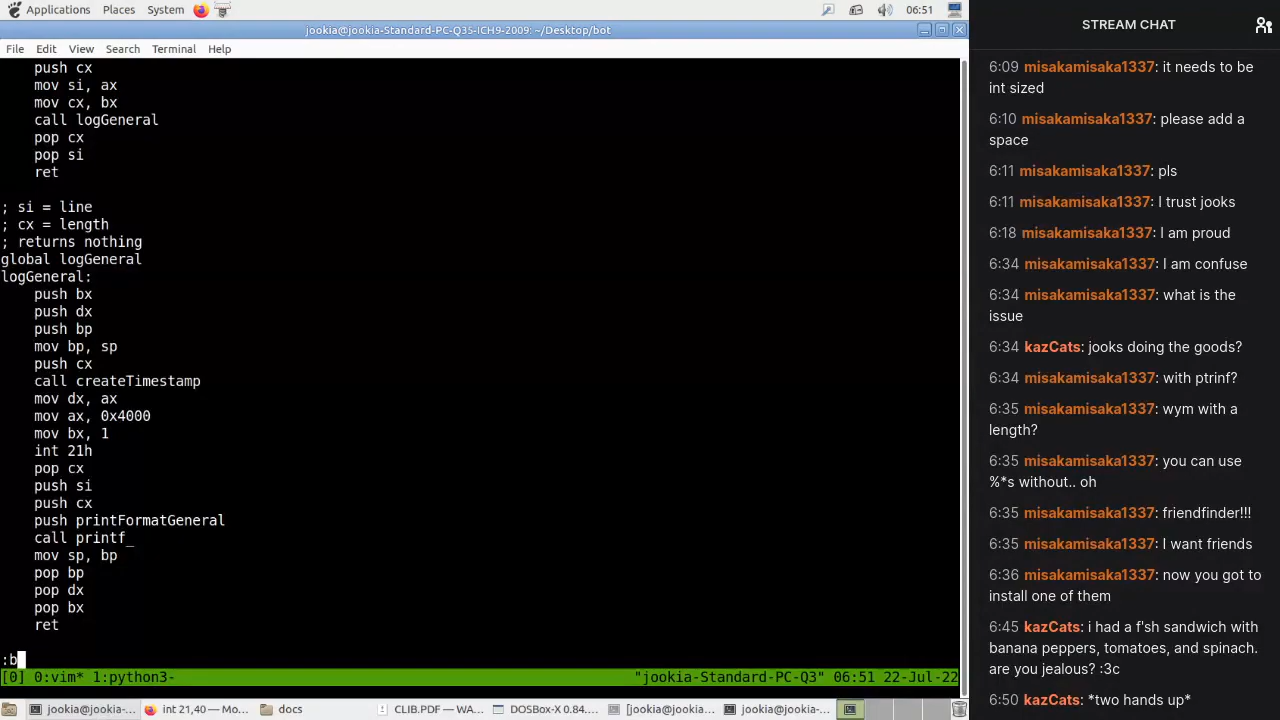 Applications Places System 06:51
jookia@jookia-Standard-PC-Q35-ICH9-2009: ~/Desktop/bot
File Edit View Search Terminal Help
push cx
mov si, ax
mov cx, bx
call logGeneral
pop cx
pop si
ret
; si = line
; cx = length
; returns nothing
global logGeneral
logGeneral:
push bx
push dx
push bp
mov bp, sp
push cx
call createTimestamp
mov dx, ax
mov ax, 0x4000
mov bx, 1
int 21h
pop cx
push si
push cx
push printFormatGeneral
call printf_
mov sp, bp
pop bp
pop dx
pop bx
ret
:b
[0] 0:vim* 1:python3- "jookia-Standard-PC-Q3" 06:51 22-Jul-22
jookia@jookia-... int 21,40 — Mo... docs CLIB.PDF — WA... DOSBox-X 0.84.... [jookia@jookia... jookia@jookia-...
STREAM CHAT
6:09 misakamisaka1337: it needs to be
int sized
6:10 misakamisaka1337: please add a
space
6:11 misakamisaka1337: pls
6:11 misakamisaka1337: I trust jooks
6:18 misakamisaka1337: I am proud
6:34 misakamisaka1337: I am confuse
6:34 misakamisaka1337: what is the
issue
6:34 kazCats: jooks doing the goods?
6:34 misakamisaka1337: with ptrinf?
6:35 misakamisaka1337: wym with a
length?
6:35 misakamisaka1337: you can use
%*s without.. oh
6:35 misakamisaka1337: friendfinder!!!
6:35 misakamisaka1337: I want friends
6:36 misakamisaka1337: now you got to
install one of them
6:45 kazCats: i had a f'sh sandwich with
banana peppers, tomatoes, and spinach.
are you jealous? :3c
6:50 kazCats: *two hands up*